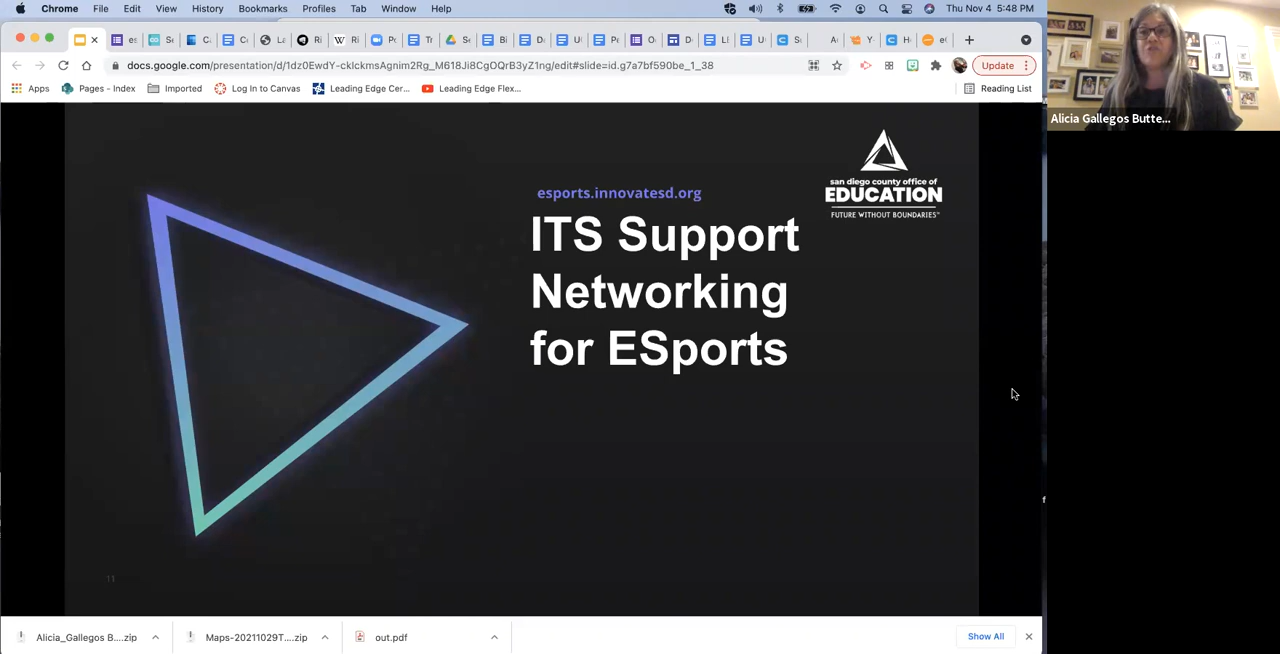 Chrome File Edit View History Bookmarks Profiles Tab Window Help Thu Nov 4 5:48 PM
docs.google.com/presentation/d/1dz0EwdY-cklckmsAgnim2Rg_M618Ji8CgOQrB3yZ1ng/edit#slide=id.g7a7bf590be_1_38
Update
Apps Pages - Index Imported Log In to Canvas Leading Edge Cer... Leading Edge Flex... Reading List
Alicia Gallegos Butte...
san diego county office of
EDUCATION
FUTURE WITHOUT BOUNDARIES™
esports.innovatesd.org
ITS Support
Networking
for ESports
11
Alicia_Gallegos B....zip Maps-20211029T....zip out.pdf Show All